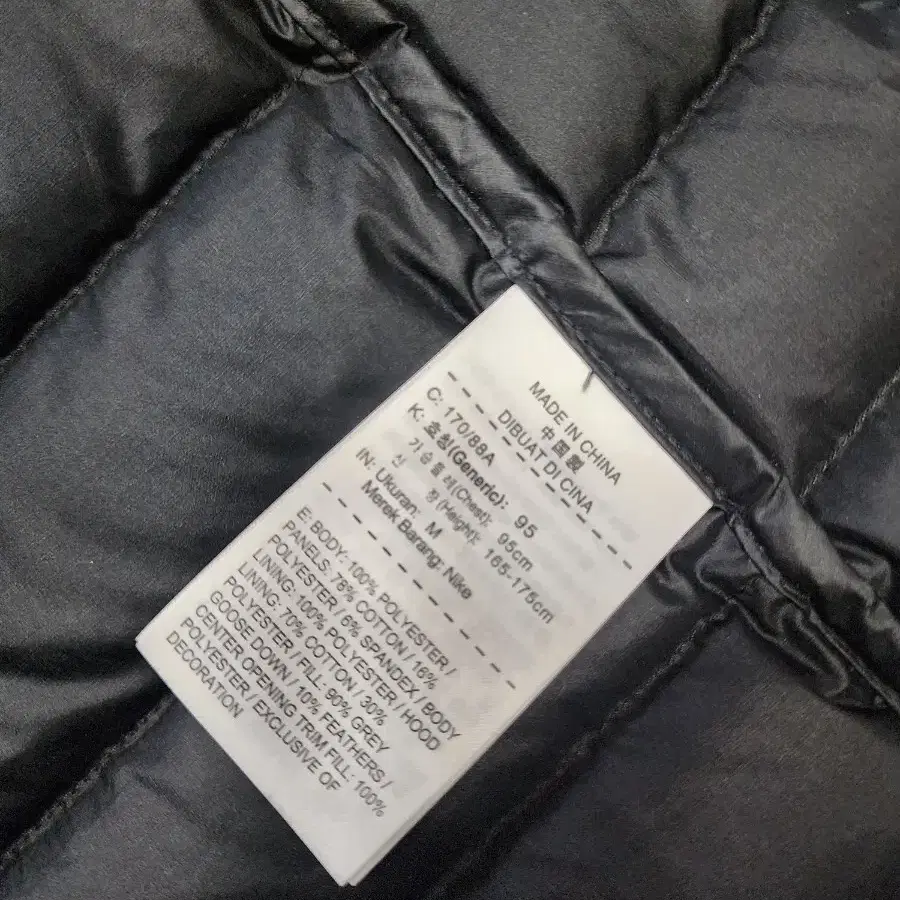 MADE IN CHINA
中国製
DIBUAT DI CINA
C: 170/88A
K: 호칭(Generic): 95
가슴둘레(Chest): 95cm
신 장(Height): 165-175cm
IN: Ukuran: M
Merek Barang: Nike
E: BODY: 100% POLYESTER /
PANELS: 78% COTTON / 16%
POLYESTER / 6% SPANDEX / BODY
LINING: 100% POLYESTER / HOOD
LINING: 70% COTTON / 30%
POLYESTER / FILL: 90% GREY
GOOSE DOWN / 10% FEATHERS /
CENTER OPENING TRIM FILL: 100%
POLYESTER / EXCLUSIVE OF
DECORATION